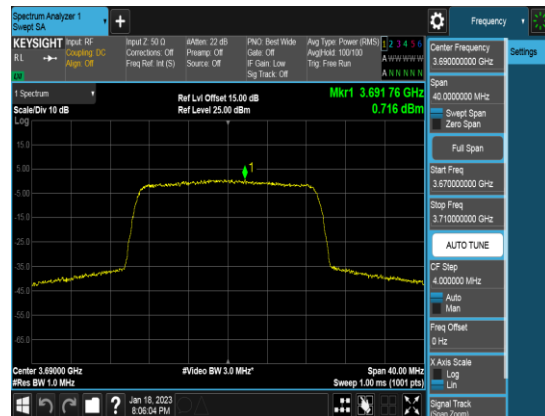 Spectrum Analyzer 1
Swept SA
+
Frequency
KEYSIGHT
RL
LV
Input: RF
Coupling: DC
Align: Off
Input Z: 50 Ω
Corrections: Off
Freq Ref: Int (S)
#Atten: 22 dB
Preamp: Off
Source: Off
PNO: Best Wide
Gate: Off
IF Gain: Low
Sig Track: Off
Avg Type: Power (RMS)
Avg|Hold: 100/100
Trig: Free Run
1 2 3 4 5 6
A W W W W W
A N N N N N
1 Spectrum
Scale/Div 10 dB
Log
Ref Lvl Offset 15.00 dB
Ref Level 25.00 dBm
Mkr1 3.691 76 GHz
0.716 dBm
15.0
5.00
-5.00
-15.0
-25.0
-35.0
-45.0
-55.0
-65.0
1
Center 3.69000 GHz
#Res BW 1.0 MHz
#Video BW 3.0 MHz*
Span 40.00 MHz
Sweep 1.00 ms (1001 pts)
Jan 18, 2023
8:06:04 PM
?
Center Frequency
3.690000000 GHz
Settings
Span
40.0000000 MHz
Swept Span
Zero Span
Full Span
Start Freq
3.670000000 GHz
Stop Freq
3.710000000 GHz
AUTO TUNE
CF Step
4.000000 MHz
Auto
Man
Freq Offset
0 Hz
X Axis Scale
Log
Lin
Signal Track
(Span Zoom)